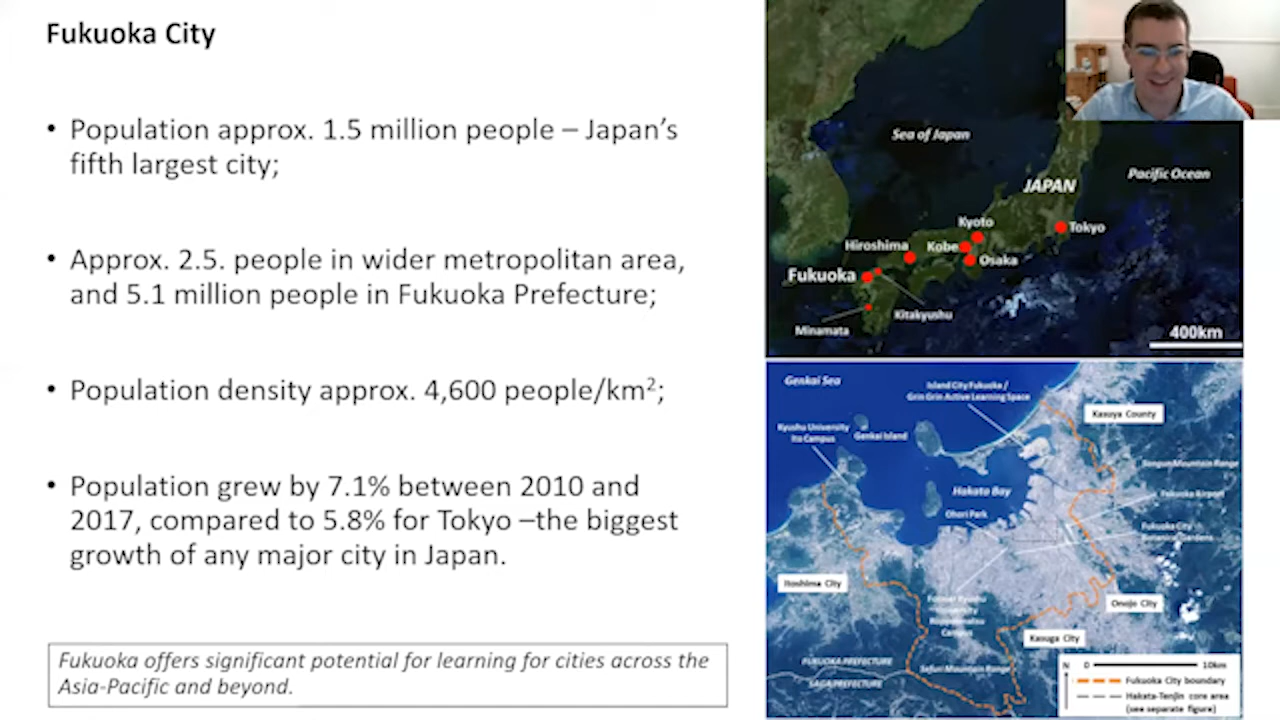 Fukuoka City
• Population approx. 1.5 million people – Japan's
fifth largest city;
• Approx. 2.5. people in wider metropolitan area,
and 5.1 million people in Fukuoka Prefecture;
• Population density approx. 4,600 people/km²;
• Population grew by 7.1% between 2010 and
2017, compared to 5.8% for Tokyo –the biggest
growth of any major city in Japan.
Fukuoka offers significant potential for learning for cities across the
Asia-Pacific and beyond.
Sea of Japan
Pacific Ocean
JAPAN
Kyoto
Tokyo
Hiroshima
Kobe
Osaka
Fukuoka
Kitakyushu
Minamata
400km
Genkai Sea
Island City Fukuoka /
Grin Grin Active Learning Space
Kasuya County
Kyushu University
Ito Campus
Genkai Island
Mountain Range
Hakata Bay
Fukuoka Airport
Ohori Park
Fukuoka City
Botanical Gardens
Itoshima City
Former Kyushu
University
Campus
Onojo City
Kasuga City
FUKUOKA PREFECTURE
SAGA PREFECTURE
Sefuri Mountain Range
N 0 10km
Fukuoka City boundary
Hakata-Tenjin core area
(see separate figure)